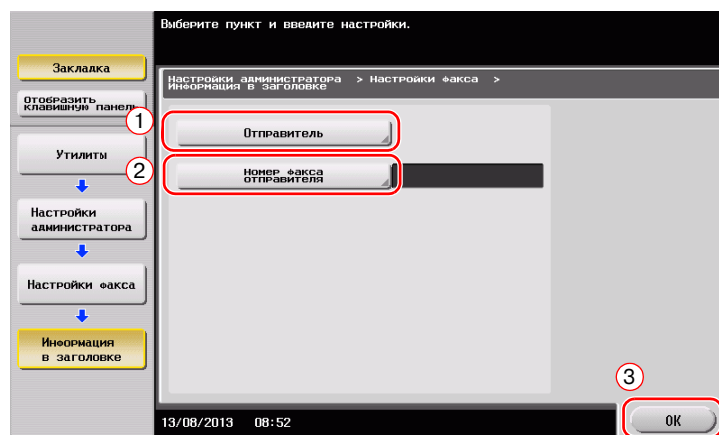 Выберите пункт и введите настройки.
Закладка
Отобразить
клавишную панель
Утилиты
Настройки
администратора
Настройки факса
Информация
в заголовке
Настройки администратора > Настройки факса >
Информация в заголовке
1
Отправитель
2
Номер факса
отправителя
3
13/08/2013 08:52
OK